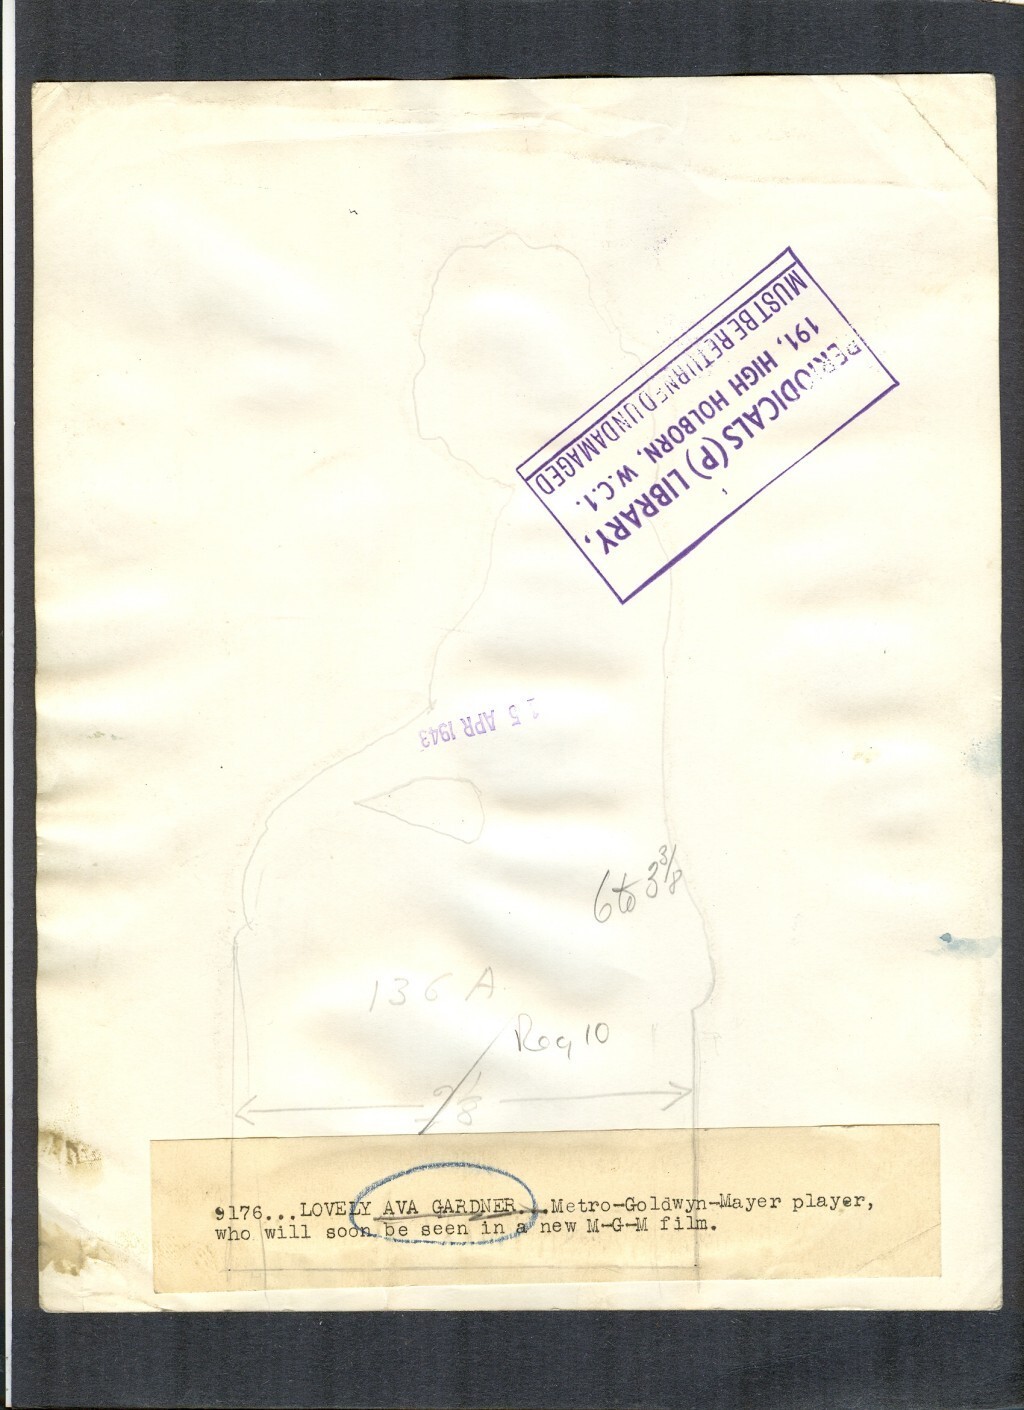 PERIODICALS (P) LIBRARY,
191, HIGH HOLBORN, W.C.1.
MUST BE RETURNED UNDAMAGED
15 APR 1943
6 to 3 3/8
136 A
Req 10
2 1/8
9176...LOVELY AVA GARDNER...Metro-Goldwyn-Mayer player,
who will soon be seen in a new M-G-M film.